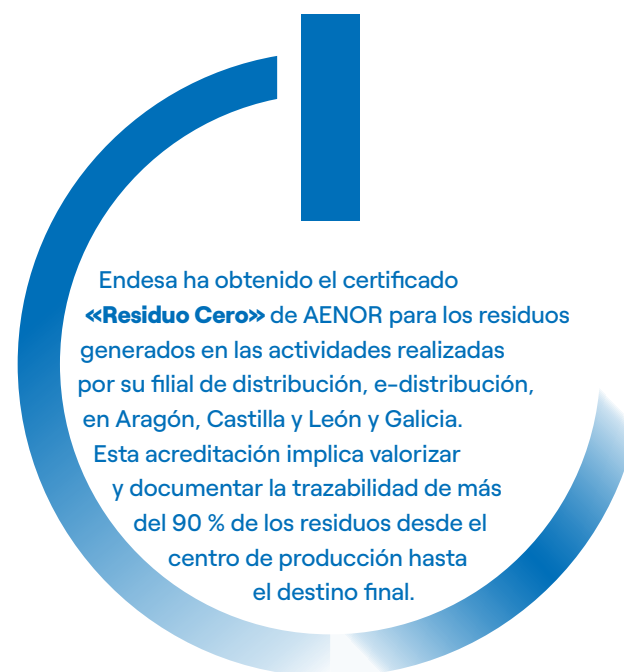 Endesa ha obtenido el certificado
«Residuo Cero» de AENOR para los residuos
generados en las actividades realizadas
por su filial de distribución, e-distribución,
en Aragón, Castilla y León y Galicia.
Esta acreditación implica valorizar
y documentar la trazabilidad de más
del 90 % de los residuos desde el
centro de producción hasta
el destino final.